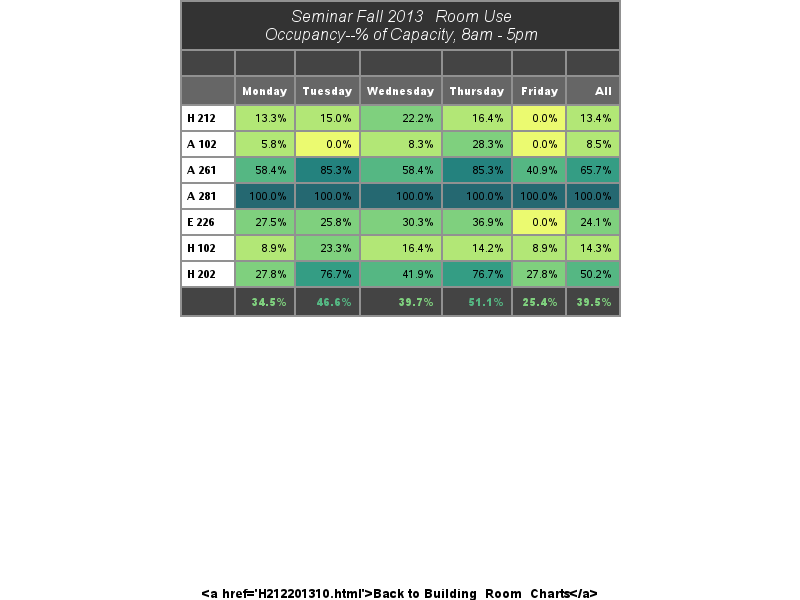 Seminar Fall 2013 Room Use
Occupancy--% of Capacity, 8am - 5pm
Monday Tuesday Wednesday Thursday Friday All
H 212 13.3% 15.0% 22.2% 16.4% 0.0% 13.4%
A 102 5.8% 0.0% 8.3% 28.3% 0.0% 8.5%
A 261 58.4% 85.3% 58.4% 85.3% 40.9% 65.7%
A 281 100.0% 100.0% 100.0% 100.0% 100.0% 100.0%
E 226 27.5% 25.8% 30.3% 36.9% 0.0% 24.1%
H 102 8.9% 23.3% 16.4% 14.2% 8.9% 14.3%
H 202 27.8% 76.7% 41.9% 76.7% 27.8% 50.2%
34.5% 46.6% 39.7% 51.1% 25.4% 39.5%
<a href='H212201310.html'>Back to Building Room Charts</a>